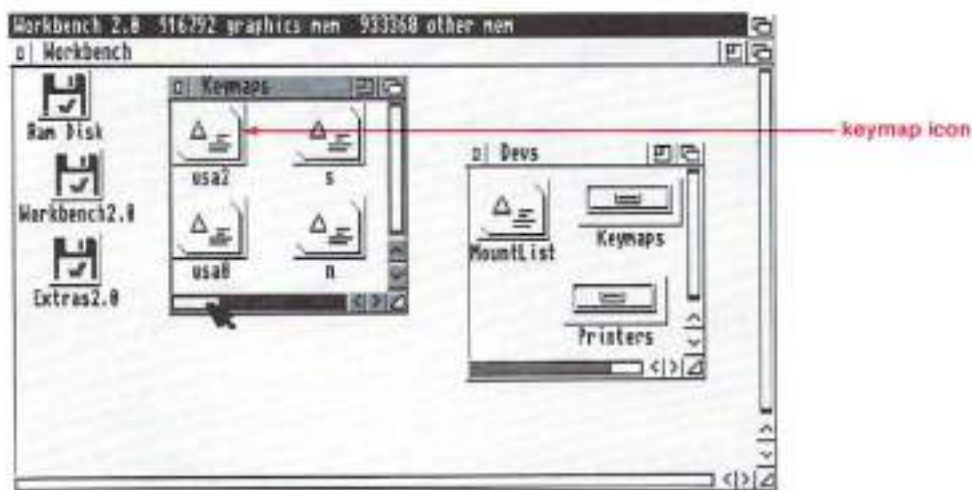 Workbench 2.0 916792 graphics mem 933360 other mem
Workbench
Ram Disk
Workbench2.0
Extras2.0
Keymaps
usa2
s
usa0
n
keymap icon
Devs
MountList
Keymaps
Printers